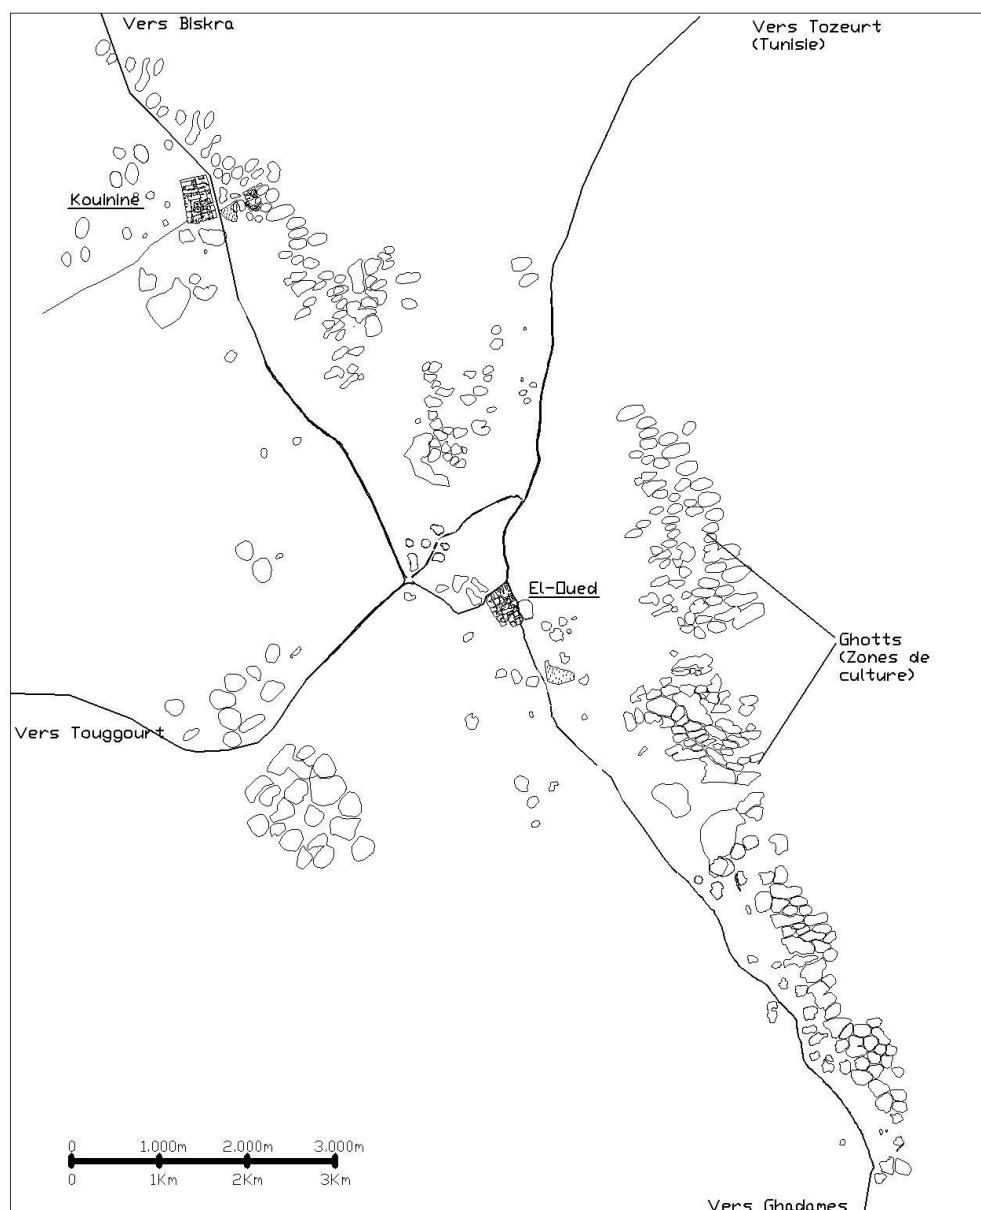 Vers Biskra
Vers Tozeurt
(Tunisie)
Kouinine
El-Oued
Ghotts
(Zones de
culture)
Vers Touggourt
0 1.000m 2.000m 3.000m
0 1Km 2Km 3Km
Vers Ghadames